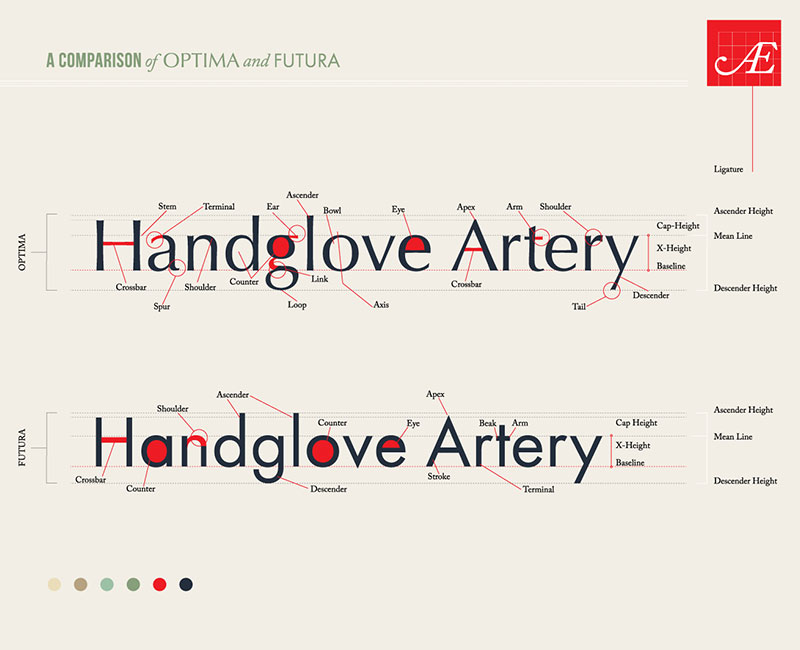 A COMPARISON of OPTIMA and FUTURA
Æ
Ligature
Ascender
Stem Terminal Ear Bowl Eye Apex Arm Shoulder
Ascender Height
Cap-Height
Mean Line
OPTIMA
Handglove Artery
X-Height
Baseline
Crossbar Shoulder Counter Link Crossbar
Descender Height
Descender
Spur Loop Axis Tail
Ascender
Apex
Shoulder
Ascender Height
Counter Eye Beak Arm Cap Height
Mean Line
FUTURA
Handglove Artery
X-Height
Baseline
Crossbar Stroke
Descender Height
Counter Descender Terminal